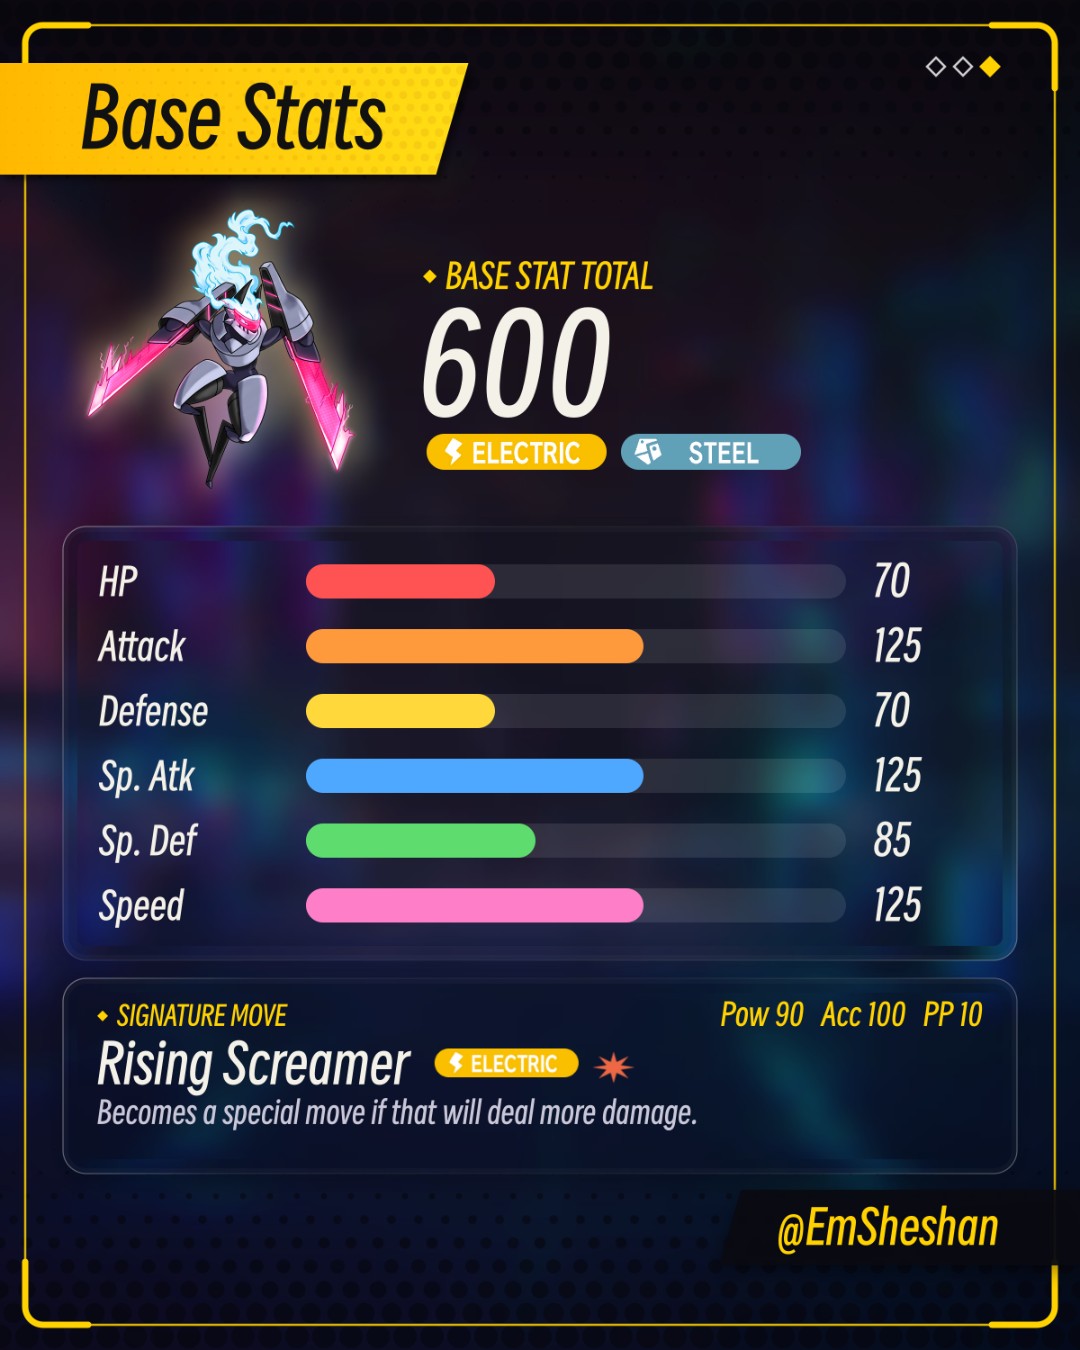 Base Stats
BASE STAT TOTAL
600
ELECTRIC STEEL
HP 70
Attack 125
Defense 70
Sp. Atk 125
Sp. Def 85
Speed 125
SIGNATURE MOVE Pow 90 Acc 100 PP 10
Rising Screamer ELECTRIC
Becomes a special move if that will deal more damage.
@EmSheshan